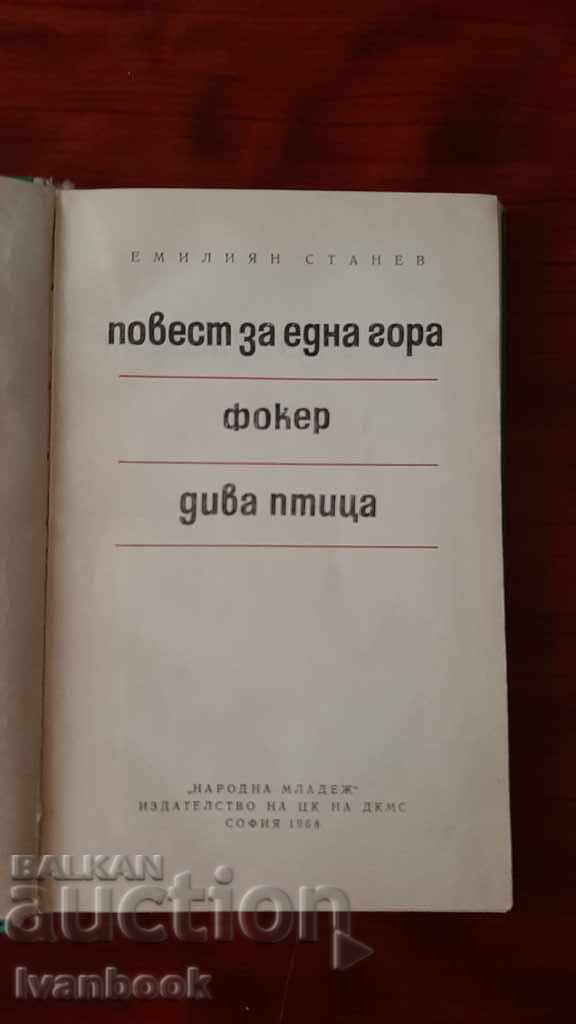 ЕМИЛИЯН СТАНЕВ
повест за една гора
фокер
дива птица
„НАРОДНА МЛАДЕЖ“
ИЗДАТЕЛСТВО НА ЦК НА ДКМС
СОФИЯ 1968
BALKAN
auction
Ivanbook